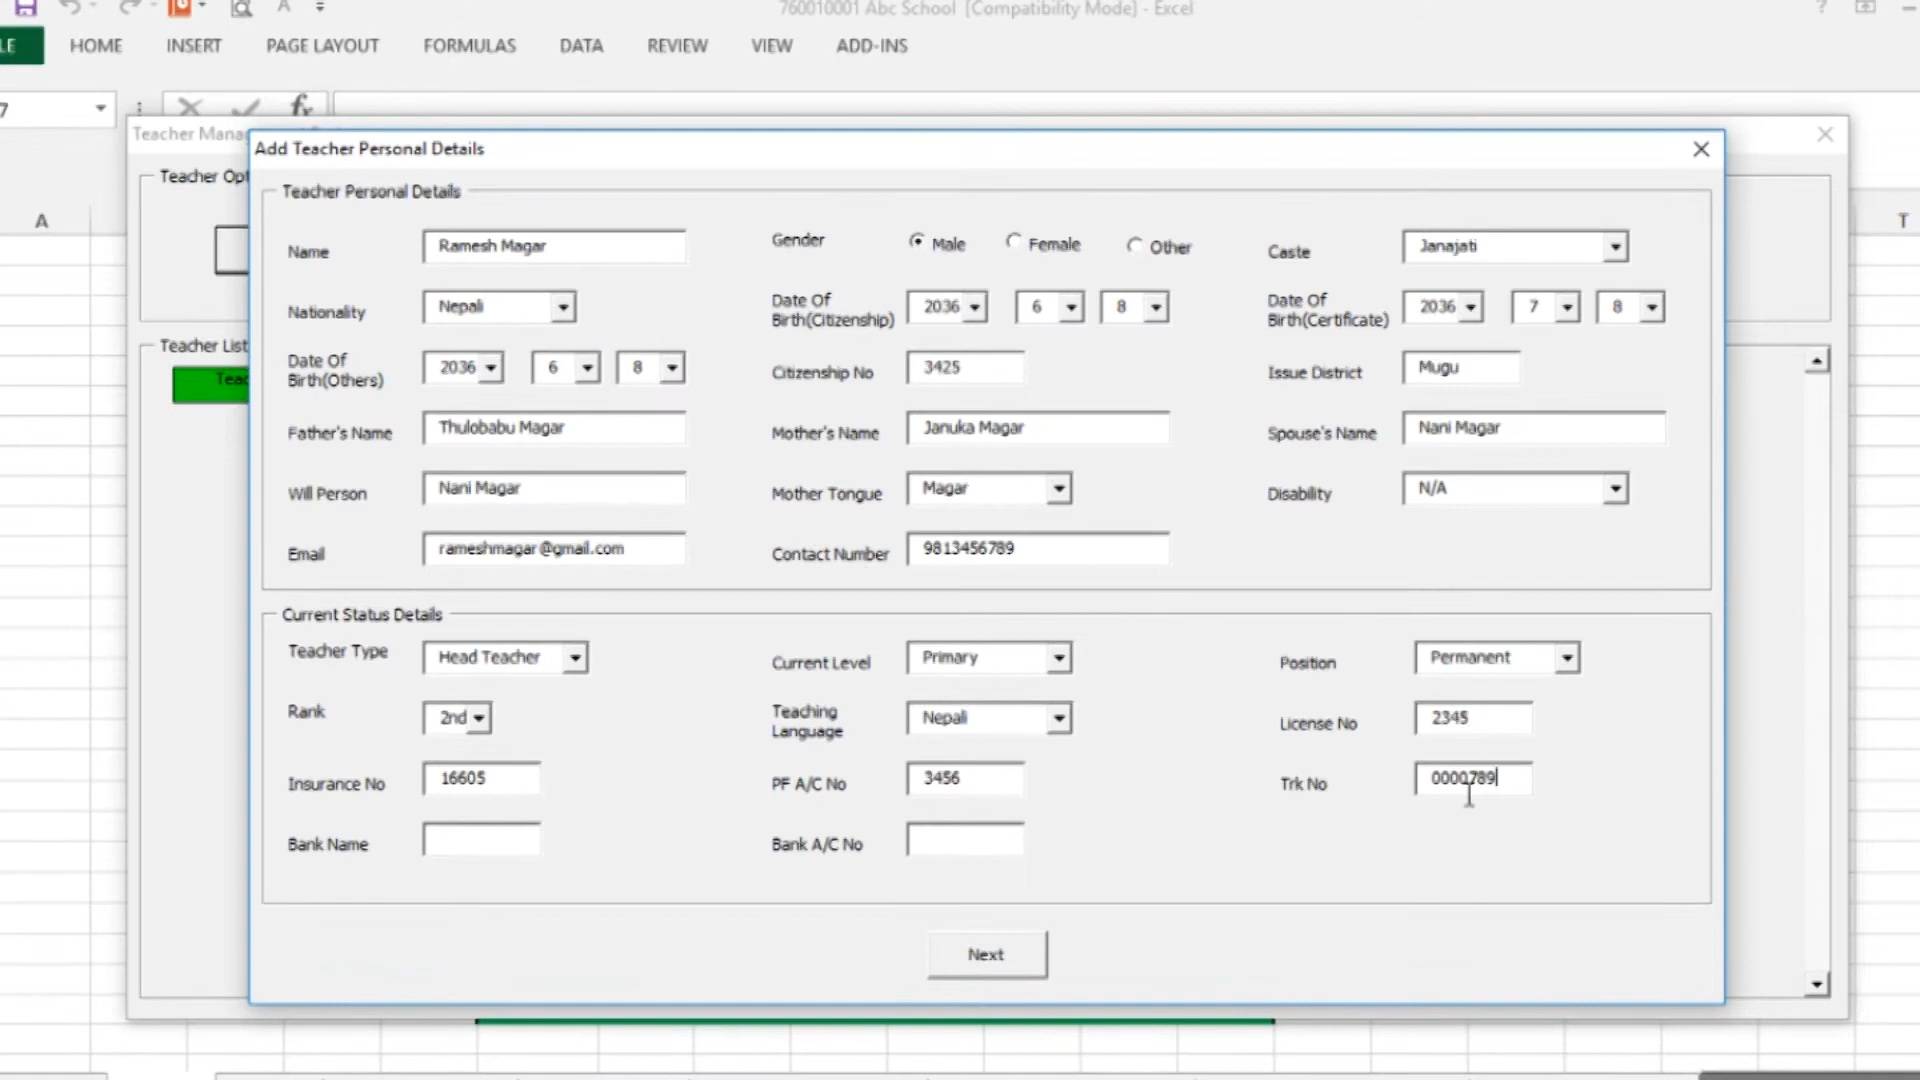 760010001 Abc School [Compatibility Mode] - Excel
HOME INSERT PAGE LAYOUT FORMULAS DATA REVIEW VIEW ADD-INS
7
fx
Add Teacher Personal Details
A
T
Teacher
Teacher List
Teacher Personal Details
Name Ramesh Magar Gender Male Female Other Caste Janajati
Nationality Nepali Date Of Birth(Citizenship) 2036 6 8 Date Of Birth(Certificate) 2036 7 8
Date Of Birth(Others) 2036 6 8 Citizenship No 3425 Issue District Mugu
Father's Name Thulobabu Magar Mother's Name Januka Magar Spouse's Name Nani Magar
Will Person Nani Magar Mother Tongue Magar Disability N/A
Email rameshmagar@gmail.com Contact Number 9813456789
Current Status Details
Teacher Type Head Teacher Current Level Primary Position Permanent
Rank 2nd Teaching Language Nepali License No 2345
Insurance No 16605 PF A/C No 3456 Trk No 0000789
Bank Name Bank A/C No
Next